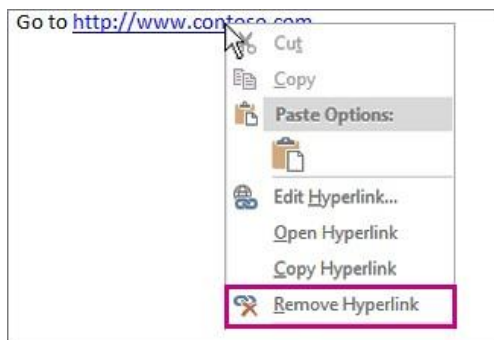 Go to http://www.contoso.com
Cut
Copy
Paste Options:
Edit Hyperlink...
Open Hyperlink
Copy Hyperlink
Remove Hyperlink